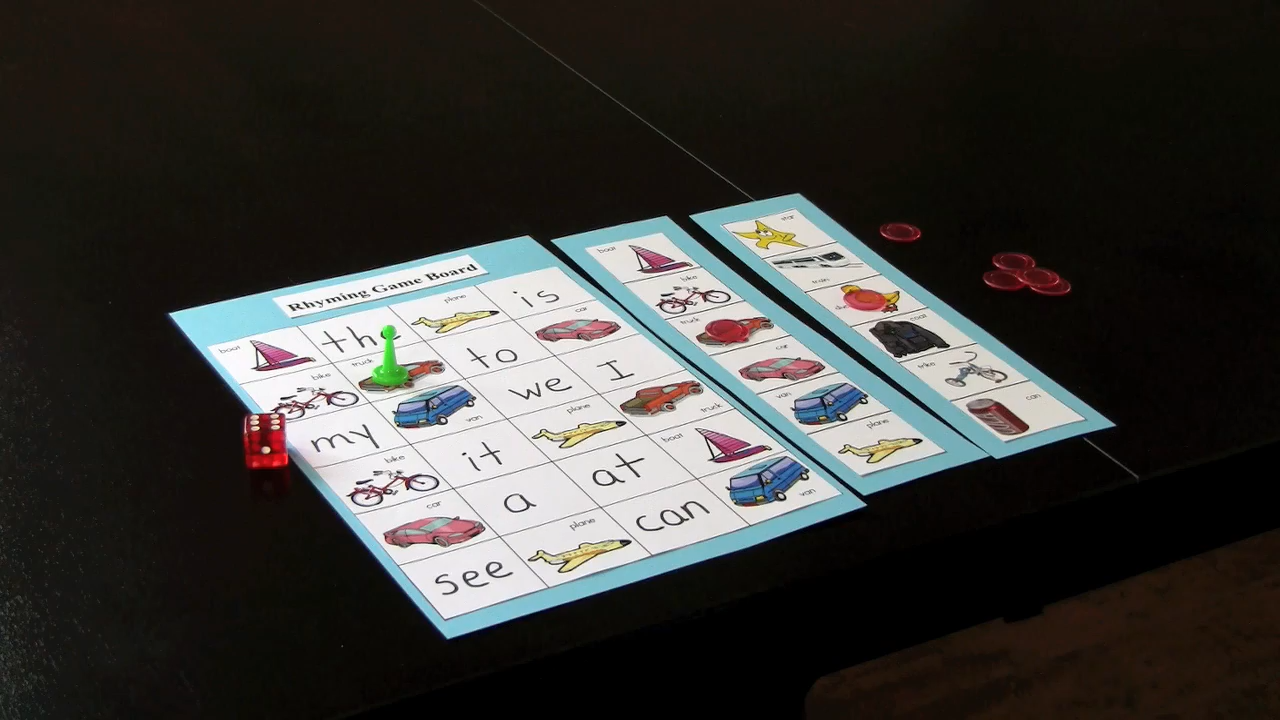 Rhyming Game Board
boat
the
plane
is
bike
truck
to
car
my
van
we
I
bike
it
plane
truck
car
a
at
boat
see
plane
can
van
boat
bike
truck
car
van
plane
star
train
duck
coat
trike
can